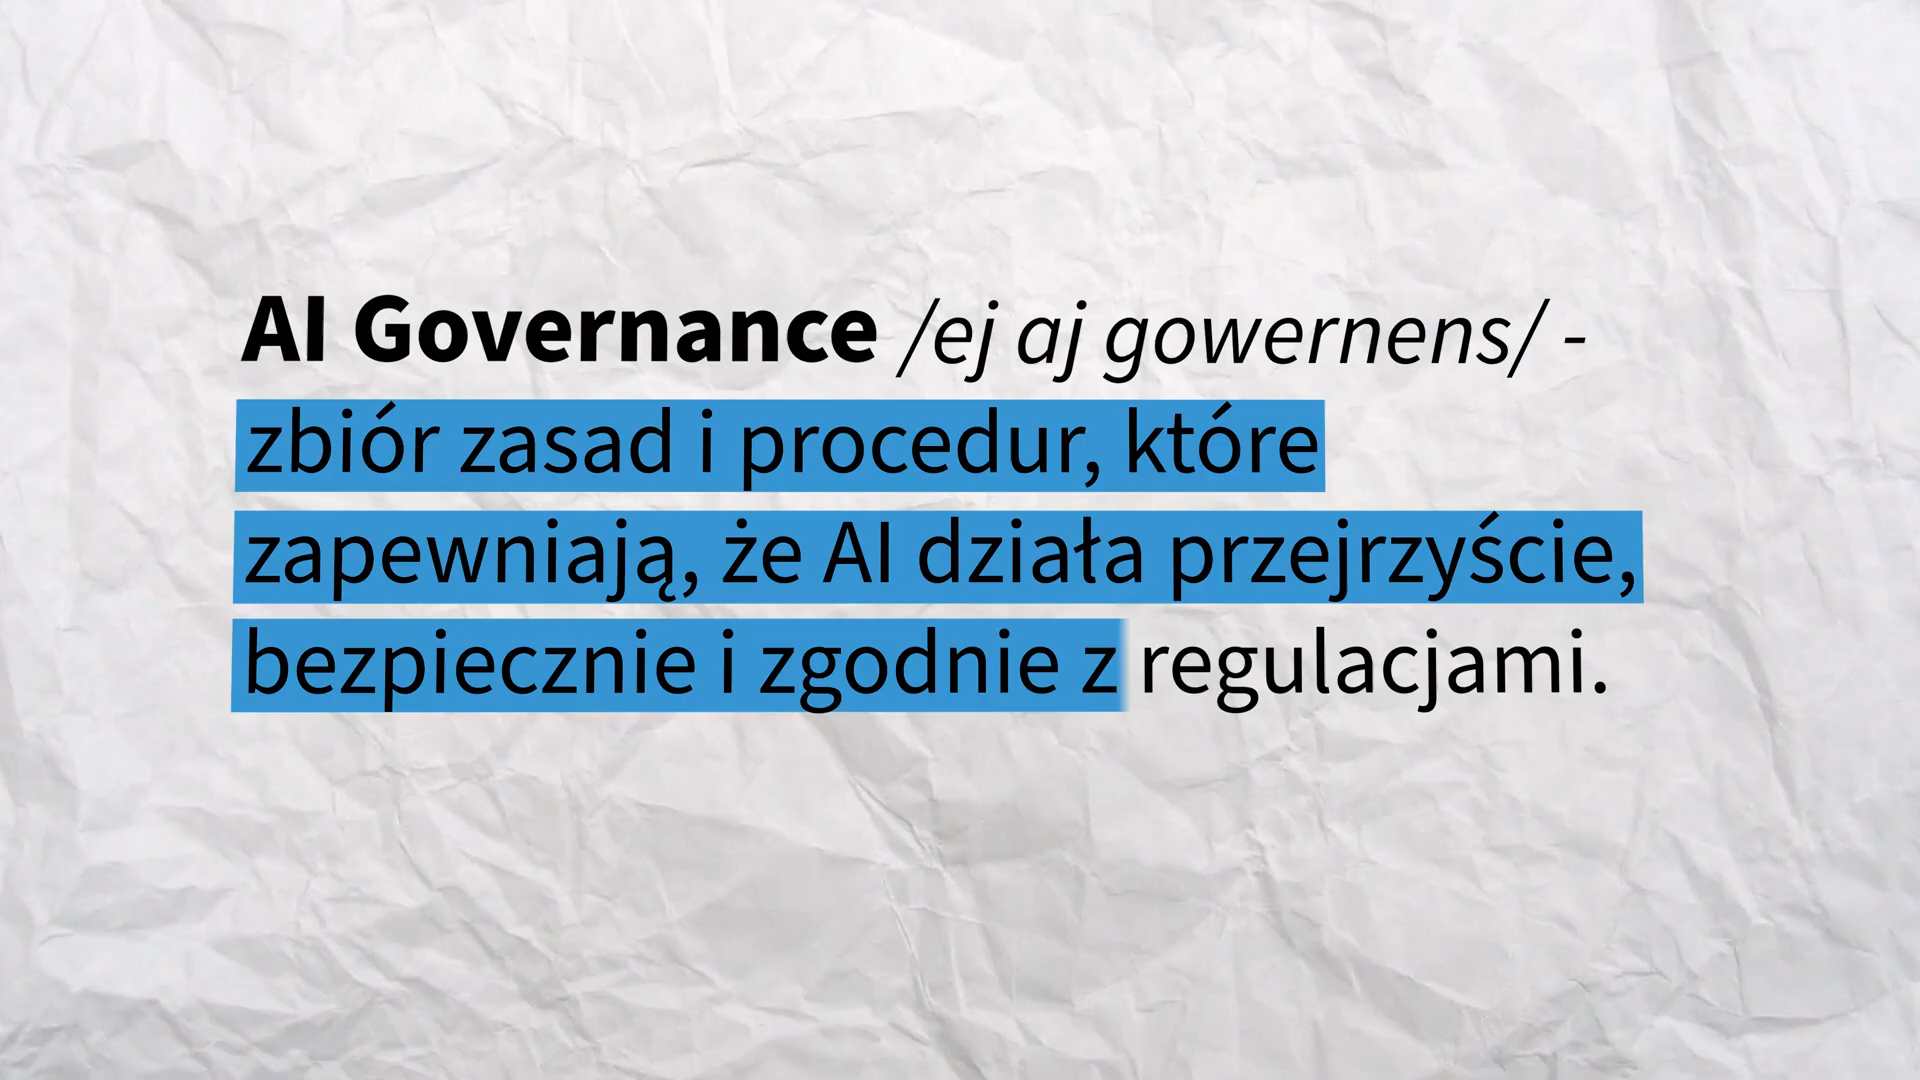 AI Governance /ej aj gowernens/ -
zbiór zasad i procedur, które
zapewniają, że AI działa przejrzyście,
bezpiecznie i zgodnie z regulacjami.